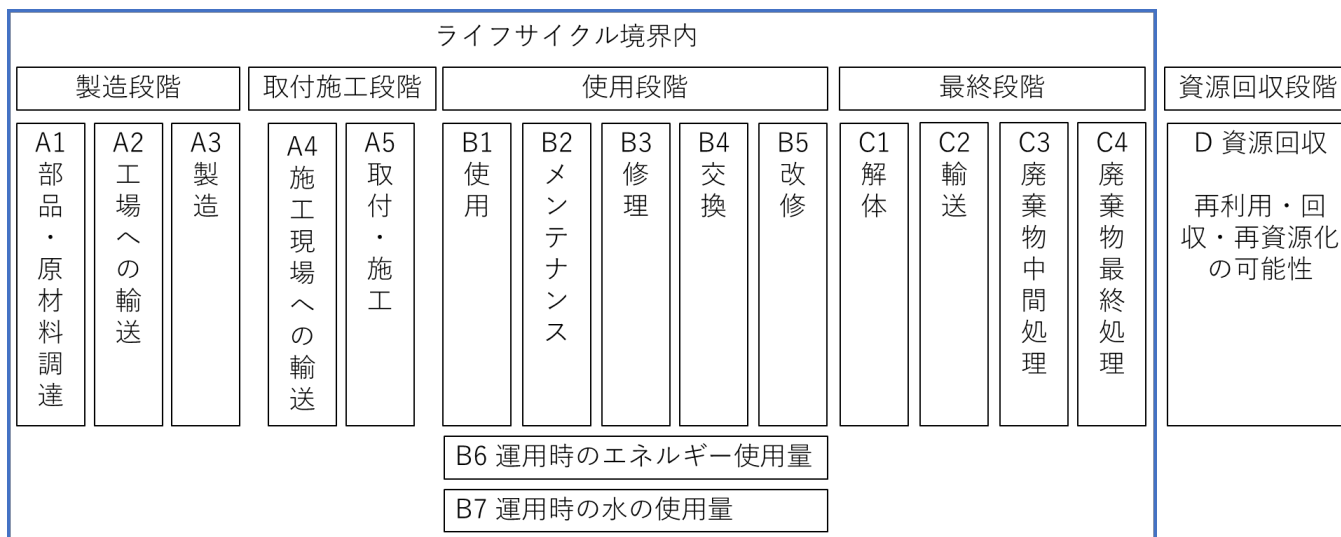 ライフサイクル境界内
製造段階
取付施工段階
使用段階
最終段階
資源回収段階
A1
部品・原材料調達
A2
工場への輸送
A3
製造
A4
施工現場への輸送
A5
取付・施工
B1
使用
B2
メンテナンス
B3
修理
B4
交換
B5
改修
C1
解体
C2
輸送
C3
廃棄物中間処理
C4
廃棄物最終処理
D 資源回収
再利用・回
収・再資源化
の可能性
B6 運用時のエネルギー使用量
B7 運用時の水の使用量